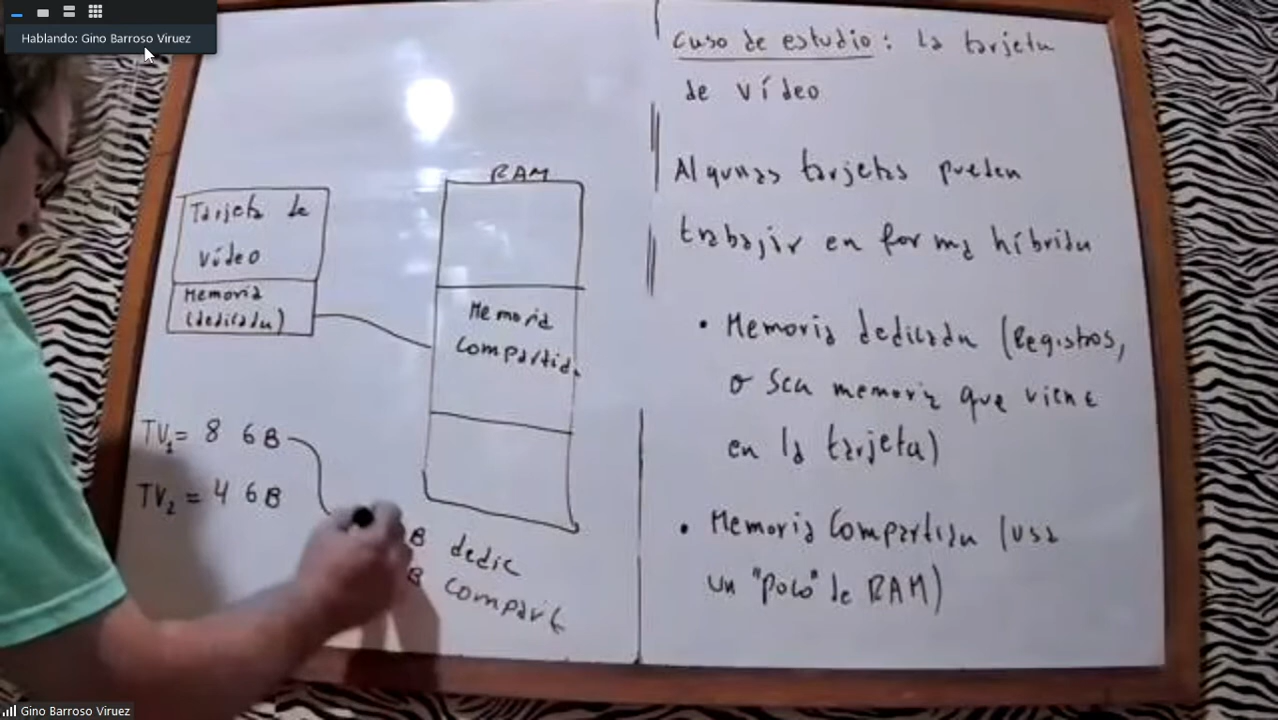 Hablando: Gino Barroso Viruez
RAM
Tarjeta de
vídeo
Memoria
(dedicada)
Memoria
Compartida
TV1= 8 GB
TV2 = 4 GB
B dedic
B Compart
Caso de estudio: la tarjeta
de vídeo
Algunas tarjetas pueden
trabajar en forma híbrida
• Memoria dedicada (Registros,
o sea memoria que viene
en la tarjeta)
• Memoria Compartida (usa
un "poco" de RAM)
Gino Barroso Viruez